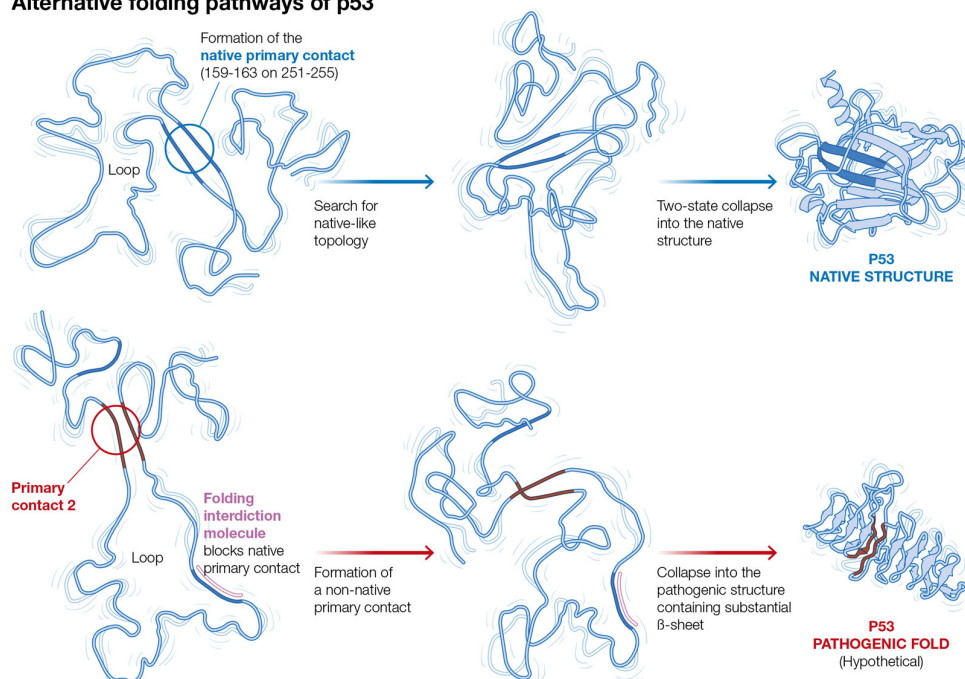 Alternative folding pathways of p53
Formation of the
native primary contact
(159-163 on 251-255)
Loop
Search for
native-like
topology
Two-state collapse
into the native
structure
P53
NATIVE STRUCTURE
Primary
contact 2
Folding
interdiction
molecule
blocks native
primary contact
Loop
Formation of
a non-native
primary contact
Collapse into the
pathogenic structure
containing substantial
ß-sheet
P53
PATHOGENIC FOLD
(Hypothetical)